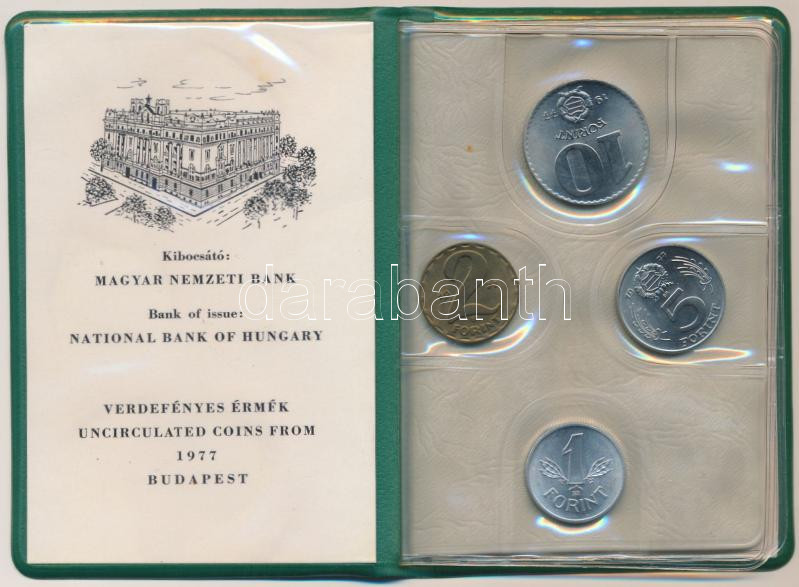 Kibocsátó:
MAGYAR NEMZETI BANK
Bank of issue:
NATIONAL BANK OF HUNGARY
VERDEFÉNYES ÉRMÉK
UNCIRCULATED COINS FROM
1977
BUDAPEST
10
FORINT
2
FORINT
5
FORINT
1
FORINT
darabanth